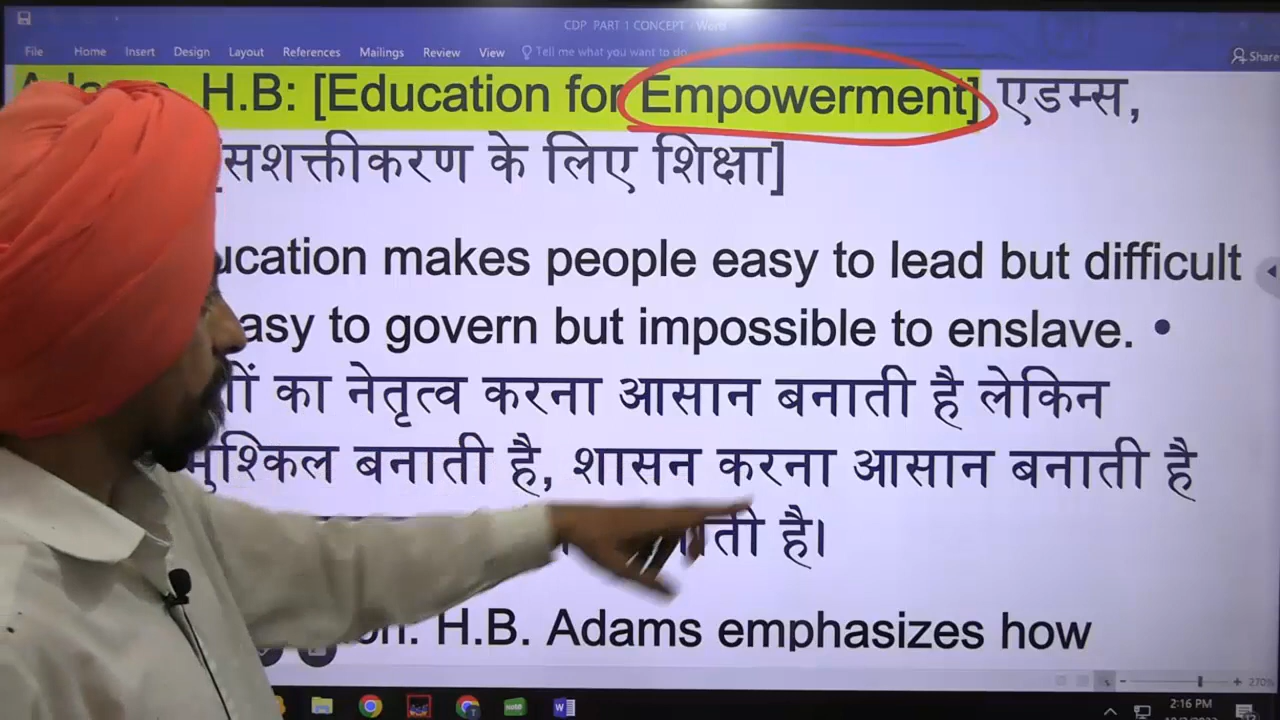 CDP PART 1 CONCEPT - Word
File Home Insert Design Layout References Mailings Review View Tell me what you want to do Share
H.B: [Education for Empowerment] एडम्स,
[सशक्तीकरण के लिए शिक्षा]
makes people easy to lead but difficult
to govern but impossible to enslave. •
का नेतृत्व करना आसान बनाती है लेकिन
बनाती है, शासन करना आसान बनाती है
है।
H.B. Adams emphasizes how
270%
2:16 PM